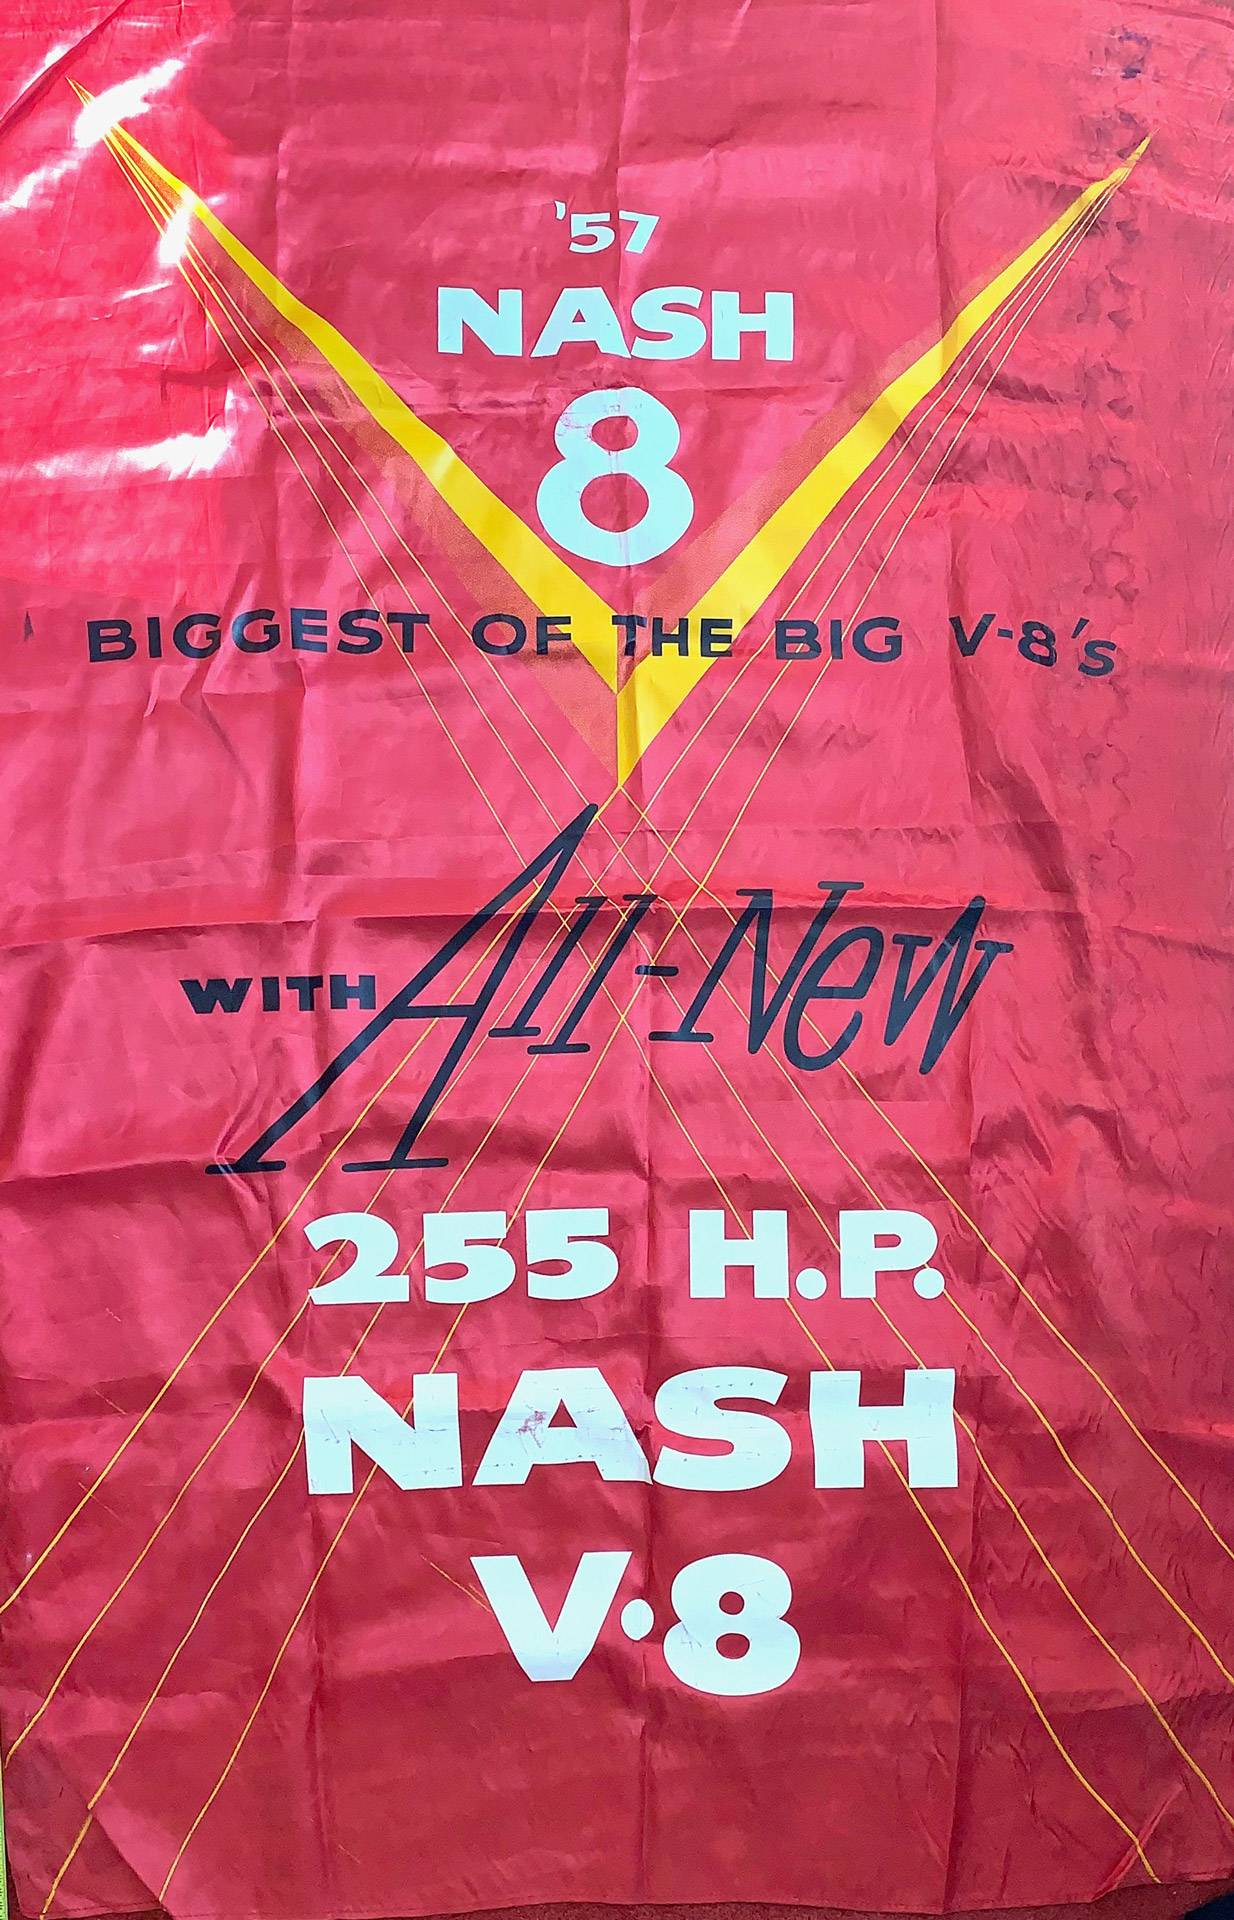 '57
NASH
8
BIGGEST OF THE BIG V-8's
WITH All-New
255 H.P.
NASH
V·8